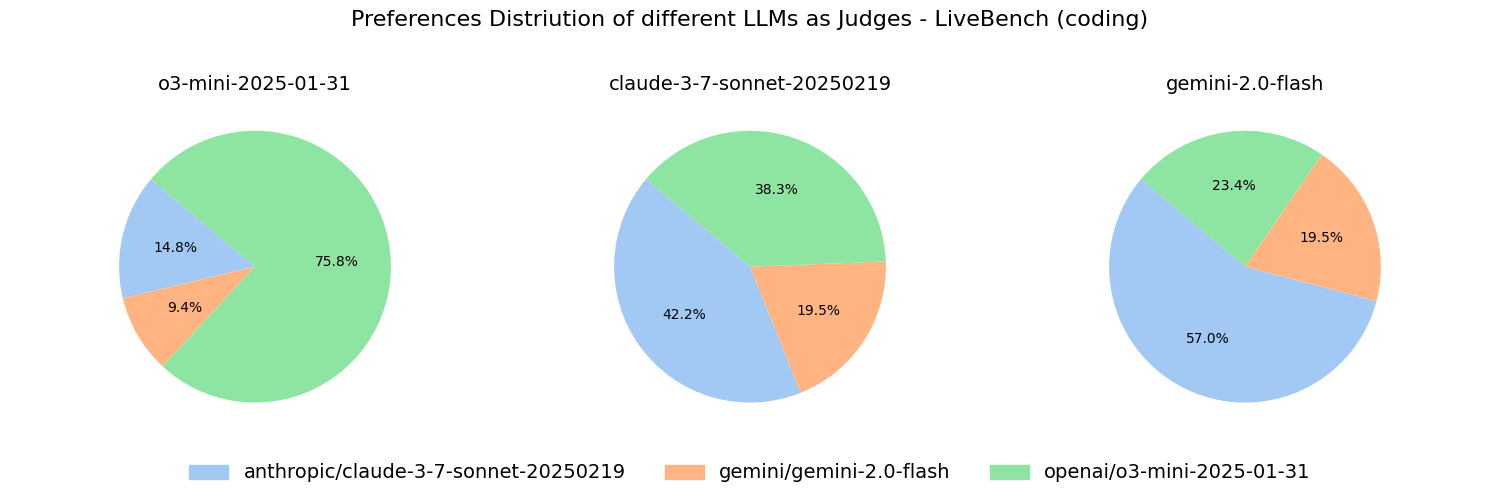 Preferences Distriution of different LLMs as Judges - LiveBench (coding)
o3-mini-2025-01-31
claude-3-7-sonnet-20250219
gemini-2.0-flash
14.8%
9.4%
75.8%
42.2%
19.5%
38.3%
57.0%
19.5%
23.4%
anthropic/claude-3-7-sonnet-20250219
gemini/gemini-2.0-flash
openai/o3-mini-2025-01-31